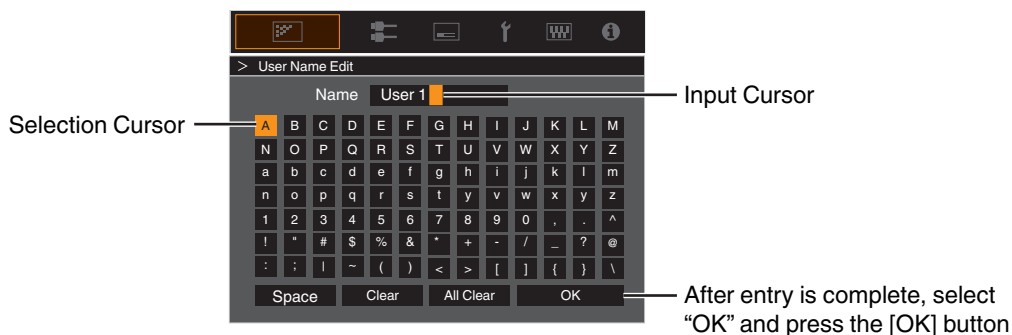 > User Name Edit
Name User 1
Input Cursor
Selection Cursor
A B C D E F G H I J K L M
N O P Q R S T U V W X Y Z
a b c d e f g h i j k l m
n o p q r s t y v w x y z
1 2 3 4 5 6 7 8 9 0 , . ^
! " # $ % & * + - / _ ? @
: ; | ~ ( ) < > [ ] { } \
Space Clear All Clear OK
After entry is complete, select
“OK” and press the [OK] button